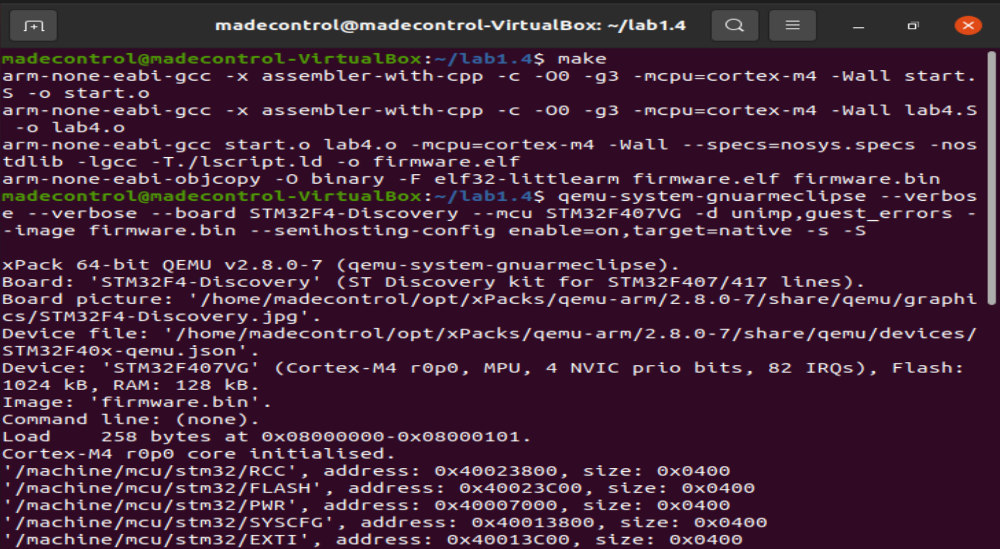 madecontrol@madecontrol-VirtualBox: ~/lab1.4
madecontrol@madecontrol-VirtualBox:~/lab1.4$ make
arm-none-eabi-gcc -x assembler-with-cpp -c -O0 -g3 -mcpu=cortex-m4 -Wall start.
S -o start.o
arm-none-eabi-gcc -x assembler-with-cpp -c -O0 -g3 -mcpu=cortex-m4 -Wall lab4.S
 -o lab4.o
arm-none-eabi-gcc start.o lab4.o -mcpu=cortex-m4 -Wall --specs=nosys.specs -nos
tdlib -lgcc -T./lscript.ld -o firmware.elf
arm-none-eabi-objcopy -O binary -F elf32-littlearm firmware.elf firmware.bin
madecontrol@madecontrol-VirtualBox:~/lab1.4$ qemu-system-gnuarmeclipse --verbos
e --verbose --board STM32F4-Discovery --mcu STM32F407VG -d unimp,guest_errors -
-image firmware.bin --semihosting-config enable=on,target=native -s -S
xPack 64-bit QEMU v2.8.0-7 (qemu-system-gnuarmeclipse).
Board: 'STM32F4-Discovery' (ST Discovery kit for STM32F407/417 lines).
Board picture: '/home/madecontrol/opt/xPacks/qemu-arm/2.8.0-7/share/qemu/graphi
cs/STM32F4-Discovery.jpg'.
Device file: '/home/madecontrol/opt/xPacks/qemu-arm/2.8.0-7/share/qemu/devices/
STM32F40x-qemu.json'.
Device: 'STM32F407VG' (Cortex-M4 r0p0, MPU, 4 NVIC prio bits, 82 IRQs), Flash:
1024 kB, RAM: 128 kB.
Image: 'firmware.bin'.
Command line: (none).
Load    258 bytes at 0x08000000-0x08000101.
Cortex-M4 r0p0 core initialised.
'/machine/mcu/stm32/RCC', address: 0x40023800, size: 0x0400
'/machine/mcu/stm32/FLASH', address: 0x40023C00, size: 0x0400
'/machine/mcu/stm32/PWR', address: 0x40007000, size: 0x0400
'/machine/mcu/stm32/SYSCFG', address: 0x40013800, size: 0x0400
'/machine/mcu/stm32/EXTI', address: 0x40013C00, size: 0x0400